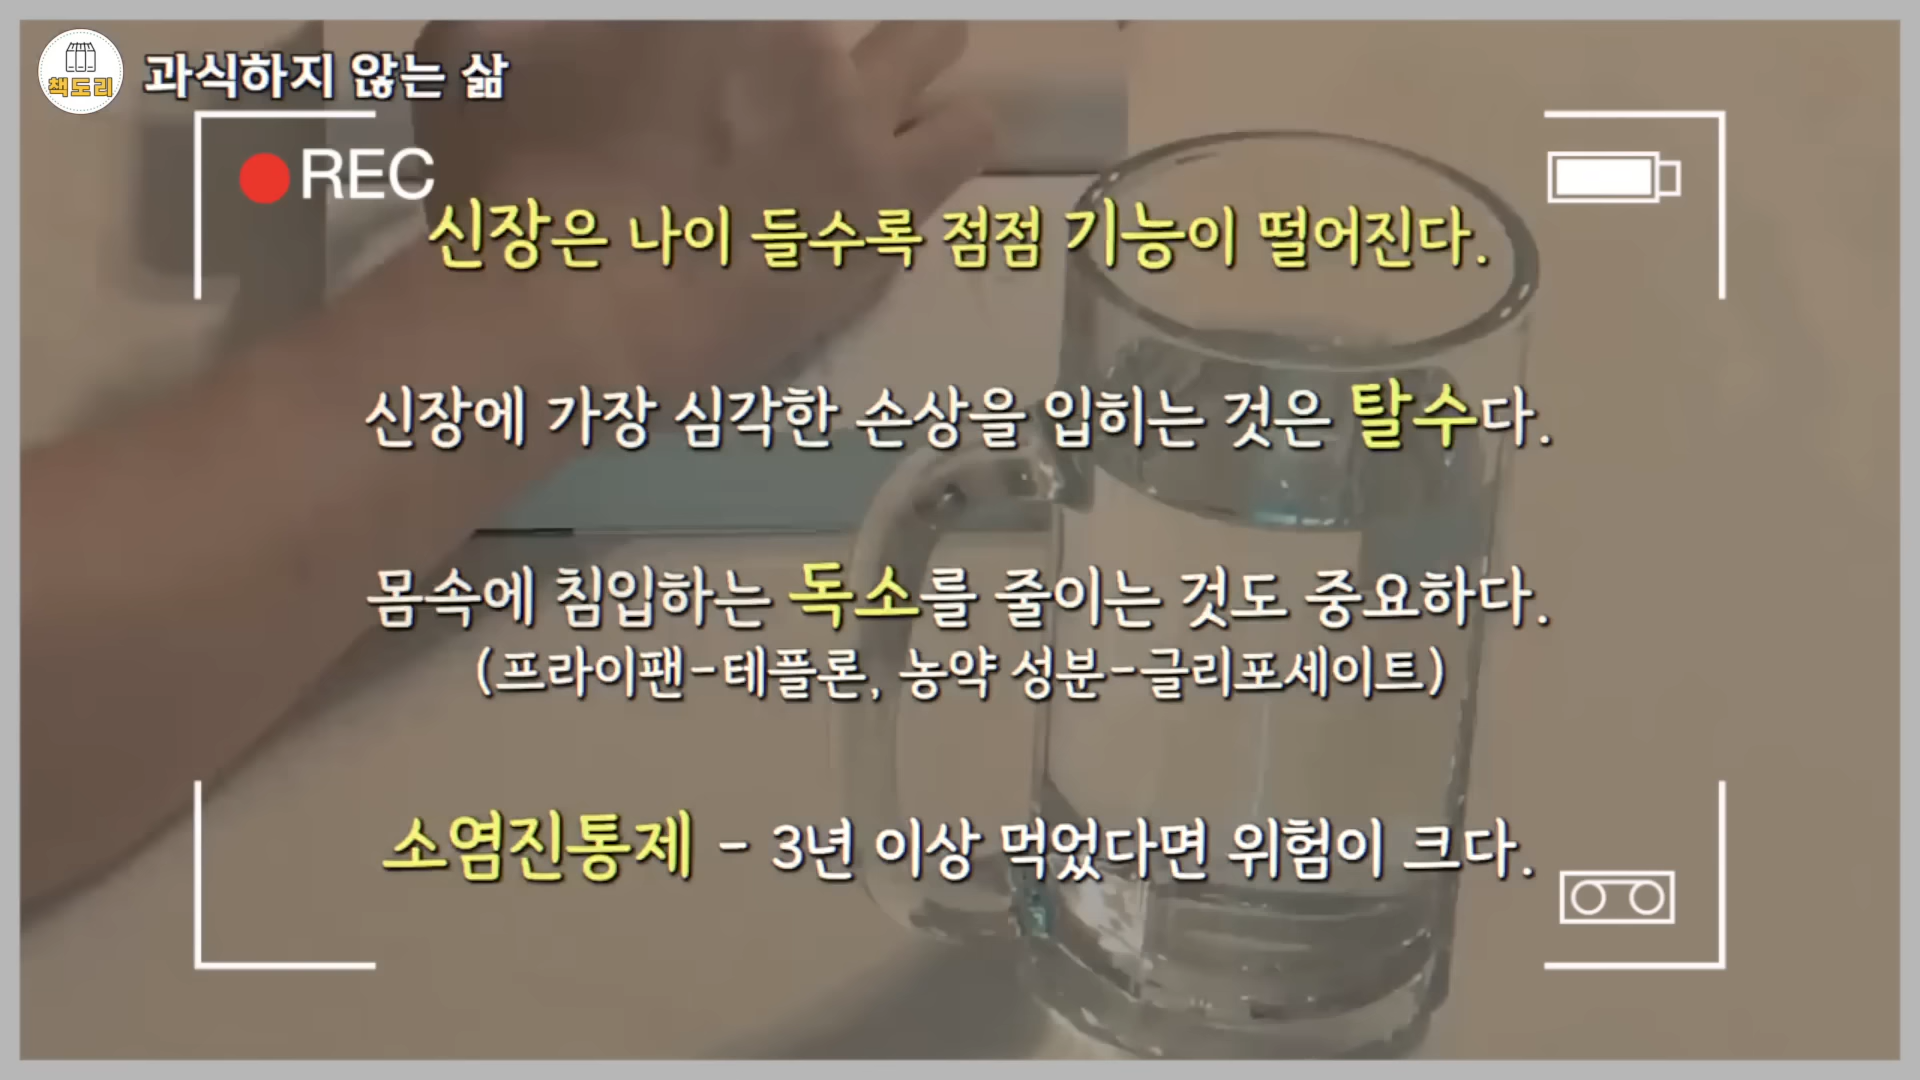 책도리
과식하지 않는 삶
REC
신장은 나이 들수록 점점 기능이 떨어진다.
신장에 가장 심각한 손상을 입히는 것은 탈수다.
몸속에 침입하는 독소를 줄이는 것도 중요하다.
(프라이팬-테플론, 농약 성분-글리포세이트)
소염진통제 - 3년 이상 먹었다면 위험이 크다.